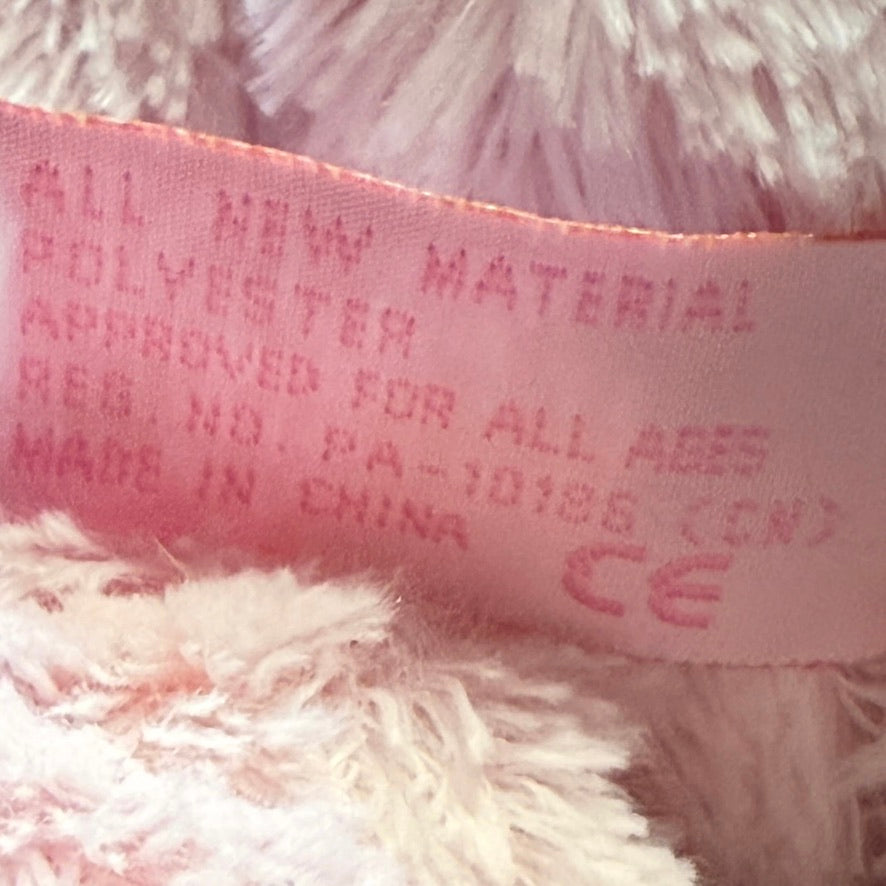 ALL NEW MATERIAL
POLYESTER
APPROVED FOR ALL AGES
REG. NO. PA-10186 (CN)
MADE IN CHINA
CE